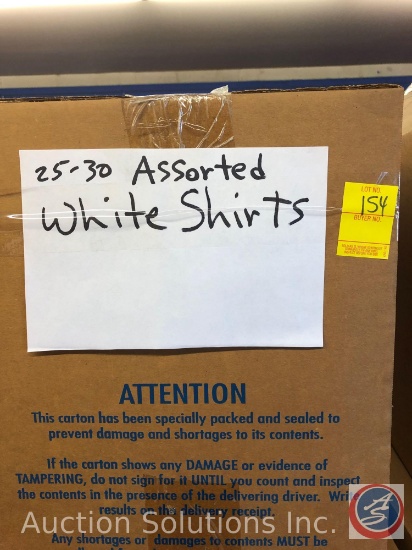 25-30 Assorted
White Shirts
LOT NO.
154
BUYER NO.
ATTENTION
This carton has been specially packed and sealed to
prevent damage and shortages to its contents.
If the carton shows any DAMAGE or evidence of
TAMPERING, do not sign for it UNTIL you count and inspect
the contents in the presence of the delivering driver. Write
results on the delivery receipt.
Any shortages or damages to contents MUST be
Auction Solutions Inc.